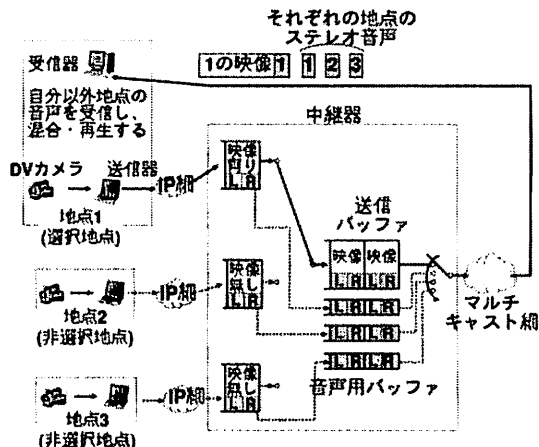 それぞれの地点の
ステレオ音声
1の映像 1 1 2 3
受信器
自分以外地点の
音声を受信し、
混合・再生する
中継器
DVカメラ
送信器
IP網
地点1
(選択地点)
映像
有り
L R
送信
バッファ
映像 映像
L R L R
マルチ
キャスト網
地点2
(非選択地点)
IP網
映像
無し
L R
L R L R
L R L R
L R L R
音声用バッファ
地点3
(非選択地点)
IP網
映像
無し
L R